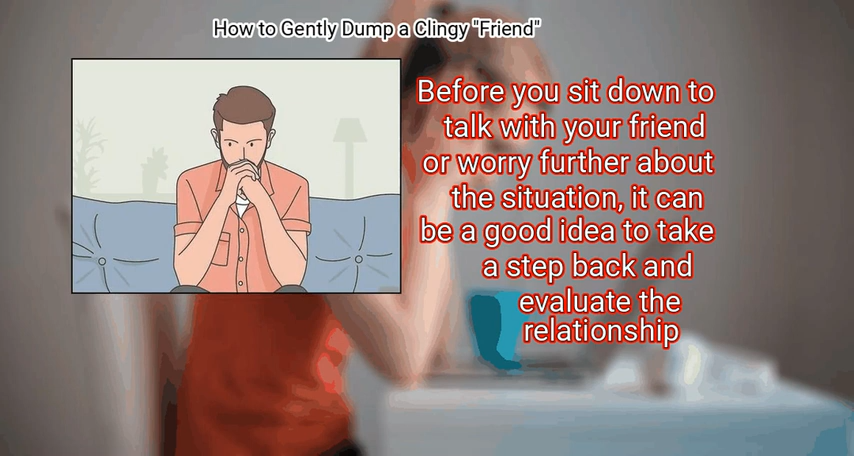 How to Gently Dump a Clingy "Friend"
Before you sit down to
talk with your friend
or worry further about
the situation, it can
be a good idea to take
a step back and
evaluate the
relationship